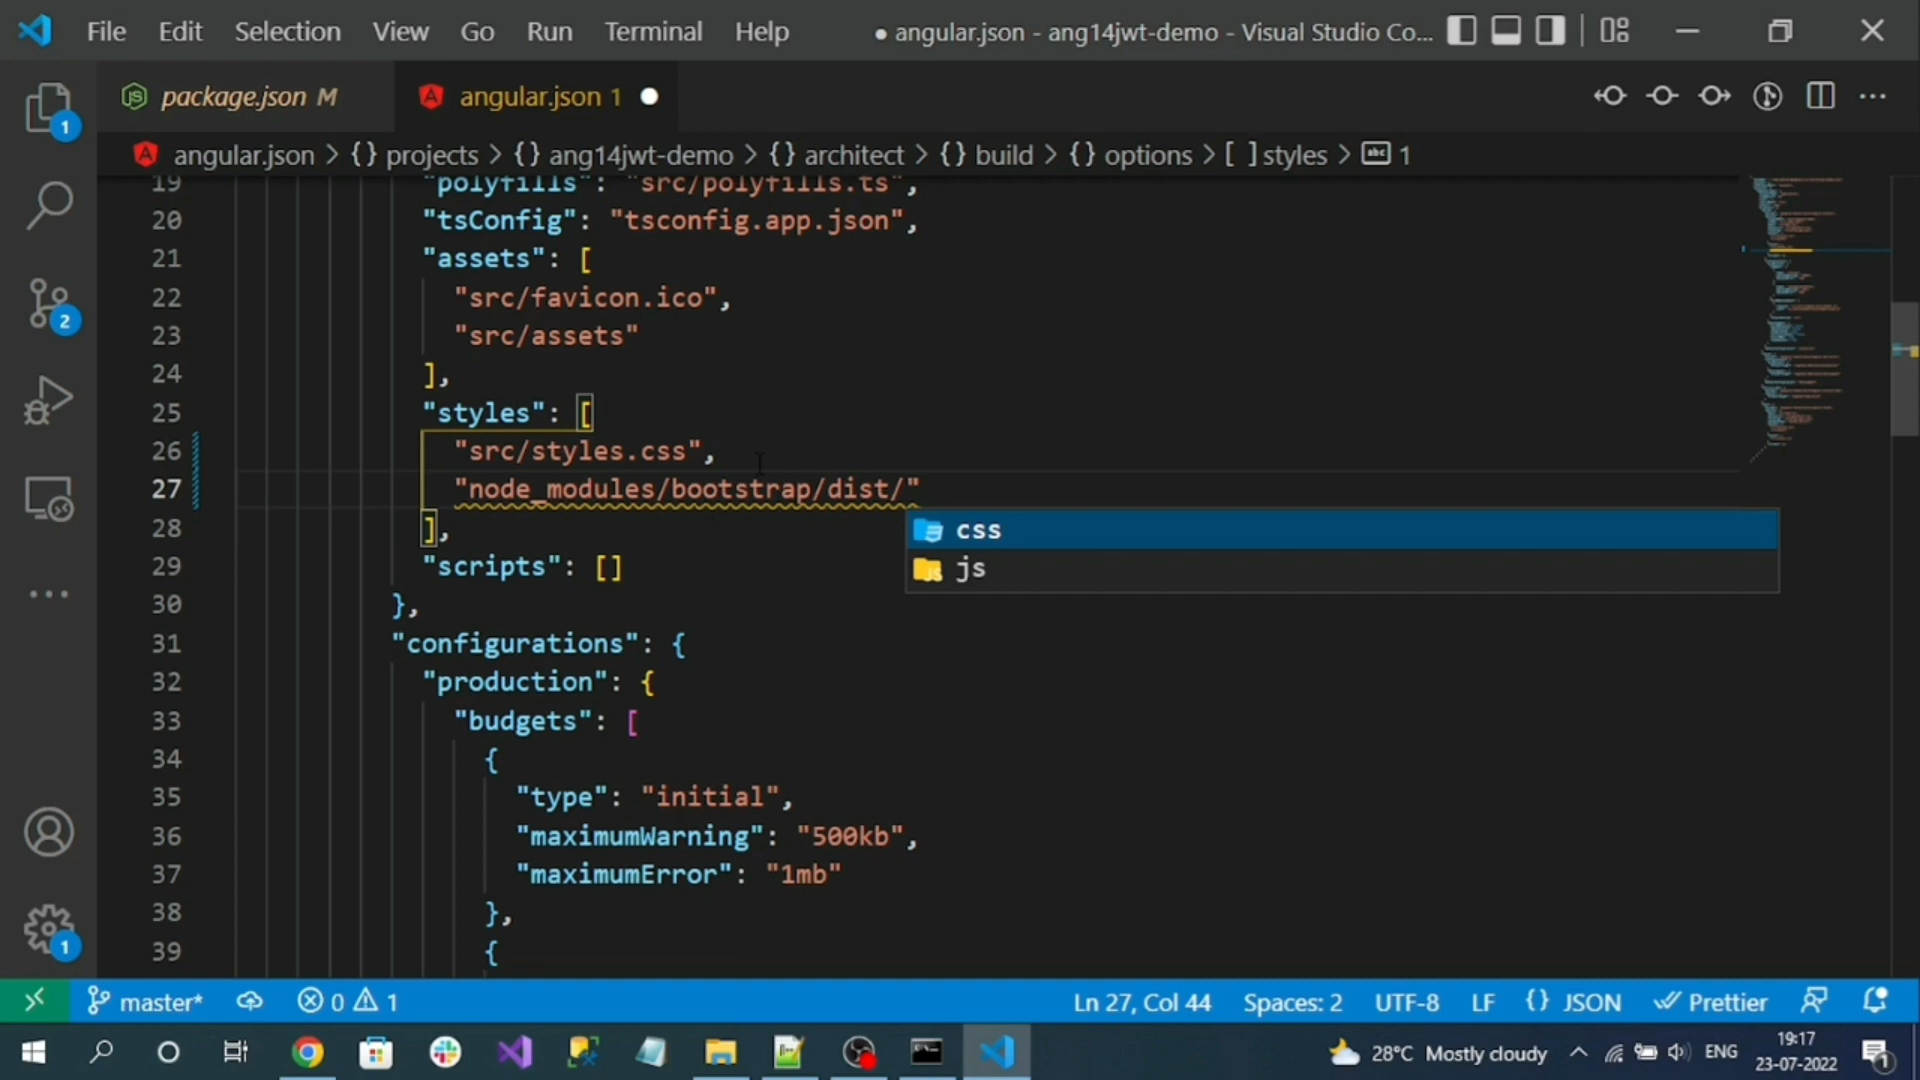 File Edit Selection View Go Run Terminal Help ● angular.json - ang14jwt-demo - Visual Studio Co...
package.json M angular.json 1
angular.json > {} projects > {} ang14jwt-demo > {} architect > {} build > {} options > [ ] styles > abc 1
19 "polyfills": "src/polyfills.ts",
20 "tsConfig": "tsconfig.app.json",
21 "assets": [
22 "src/favicon.ico",
23 "src/assets"
24 ],
25 "styles": [
26 "src/styles.css",
27 "node_modules/bootstrap/dist/"
css
js
28 ],
29 "scripts": []
30 },
31 "configurations": {
32 "production": {
33 "budgets": [
34 {
35 "type": "initial",
36 "maximumWarning": "500kb",
37 "maximumError": "1mb"
38 },
39 {
1
2
1
master* 0 1 Ln 27, Col 44 Spaces: 2 UTF-8 LF {} JSON Prettier
28°C Mostly cloudy ENG 19:17
23-07-2022
1